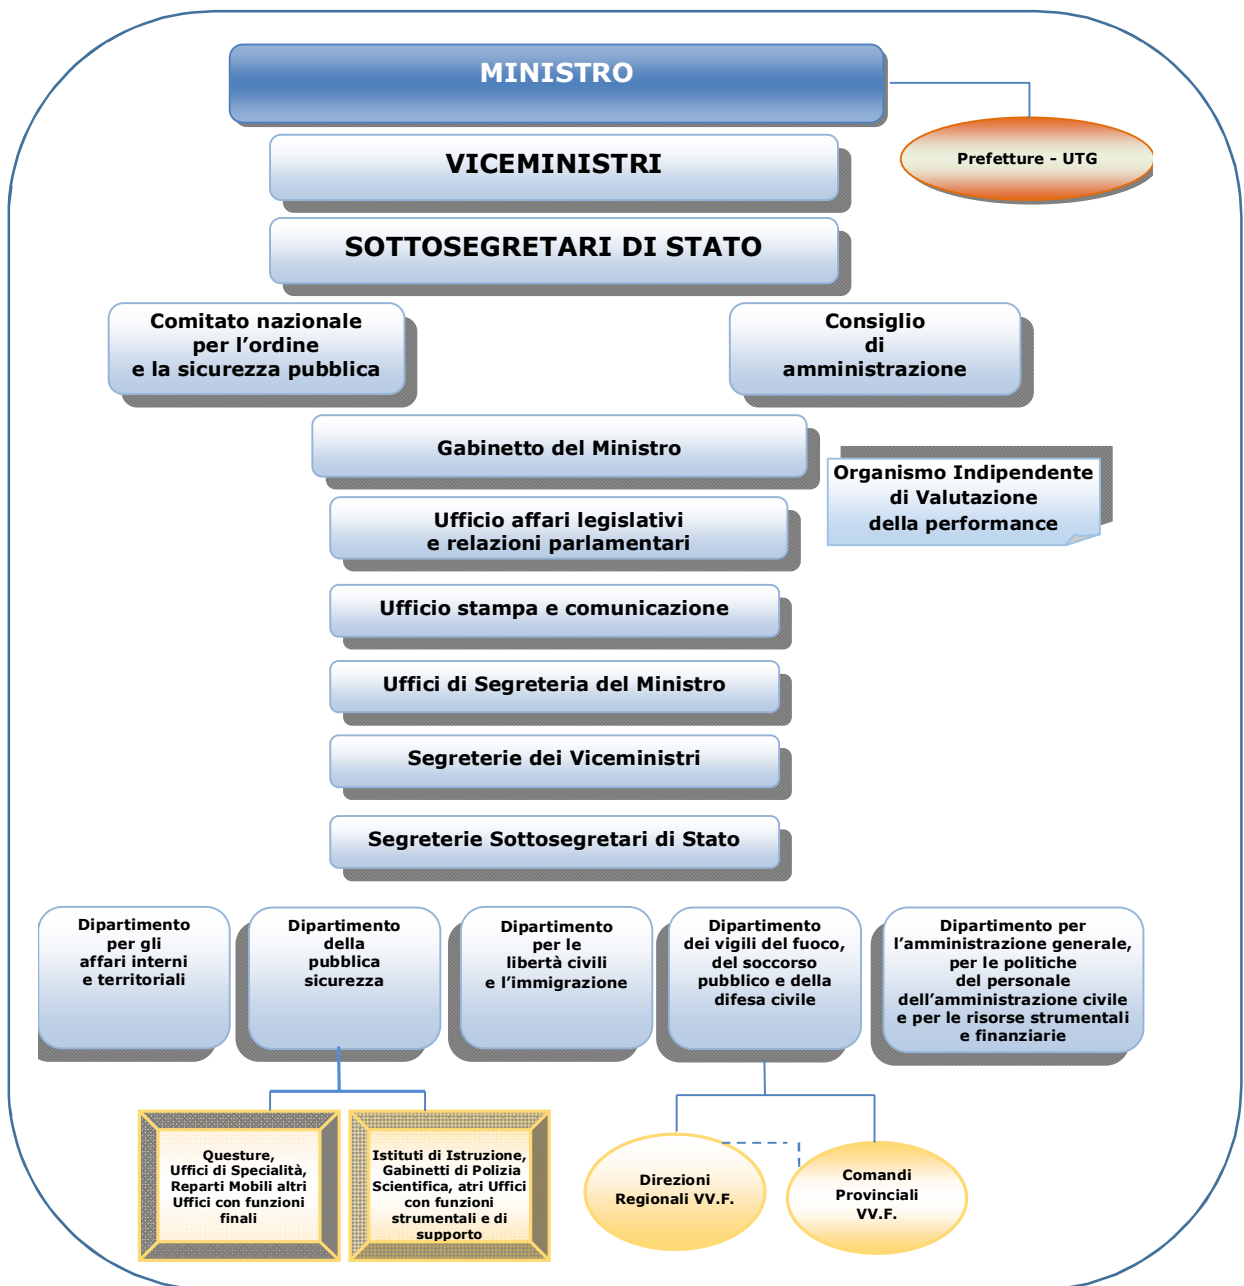 MINISTRO
Prefetture - UTG
VICEMINISTRI
SOTTOSEGRETARI DI STATO
Comitato nazionale
per l’ordine
e la sicurezza pubblica
Consiglio
di
amministrazione
Gabinetto del Ministro
Organismo Indipendente
di Valutazione
della performance
Ufficio affari legislativi
e relazioni parlamentari
Ufficio stampa e comunicazione
Uffici di Segreteria del Ministro
Segreterie dei Viceministri
Segreterie Sottosegretari di Stato
Dipartimento
per gli
affari interni
e territoriali
Dipartimento
della
pubblica
sicurezza
Dipartimento
per le
libertà civili
e l’immigrazione
Dipartimento
dei vigili del fuoco,
del soccorso
pubblico e della
difesa civile
Dipartimento per
l’amministrazione generale,
per le politiche
del personale
dell’amministrazione civile
e per le risorse strumentali
e finanziarie
Questure,
Uffici di Specialità,
Reparti Mobili altri
Uffici con funzioni
finali
Istituti di Istruzione,
Gabinetti di Polizia
Scientifica, atri Uffici
con funzioni
strumentali e di
supporto
Direzioni
Regionali VV.F.
Comandi
Provinciali
VV.F.